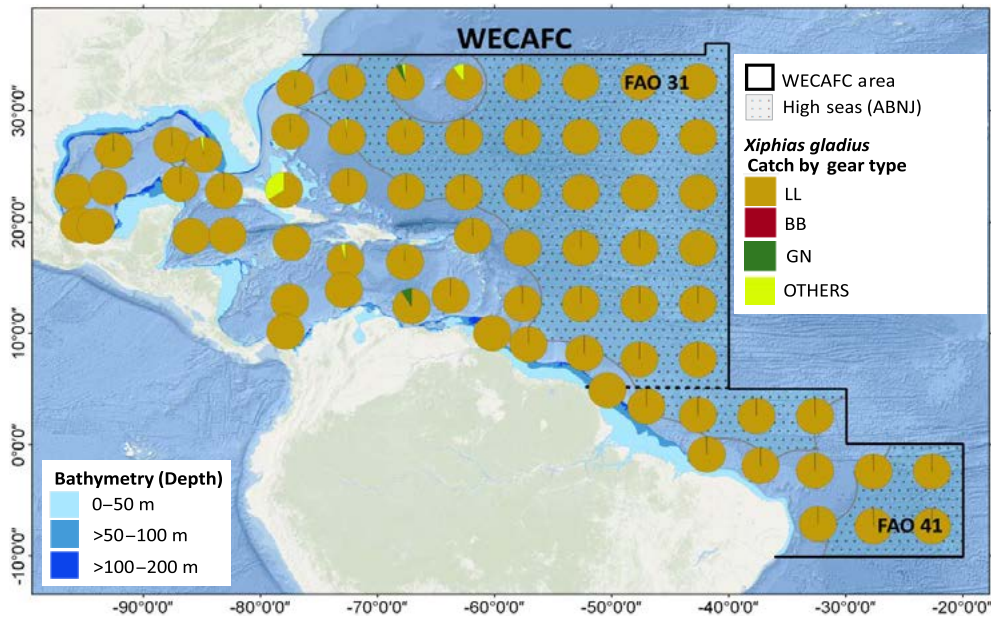 WECAFC
FAO 31
WECAFC area
High seas (ABNJ)
Xiphias gladius
Catch by gear type
LL
BB
GN
OTHERS
30°0'0"
20°0'0"
10°0'0"
0°0'0"
-10°0'0"
FAO 41
Bathymetry (Depth)
0–50 m
>50–100 m
>100–200 m
-90°0'0"
-80°0'0"
-70°0'0"
-60°0'0"
-50°0'0"
-40°0'0"
-30°0'0"
-20°0'0"